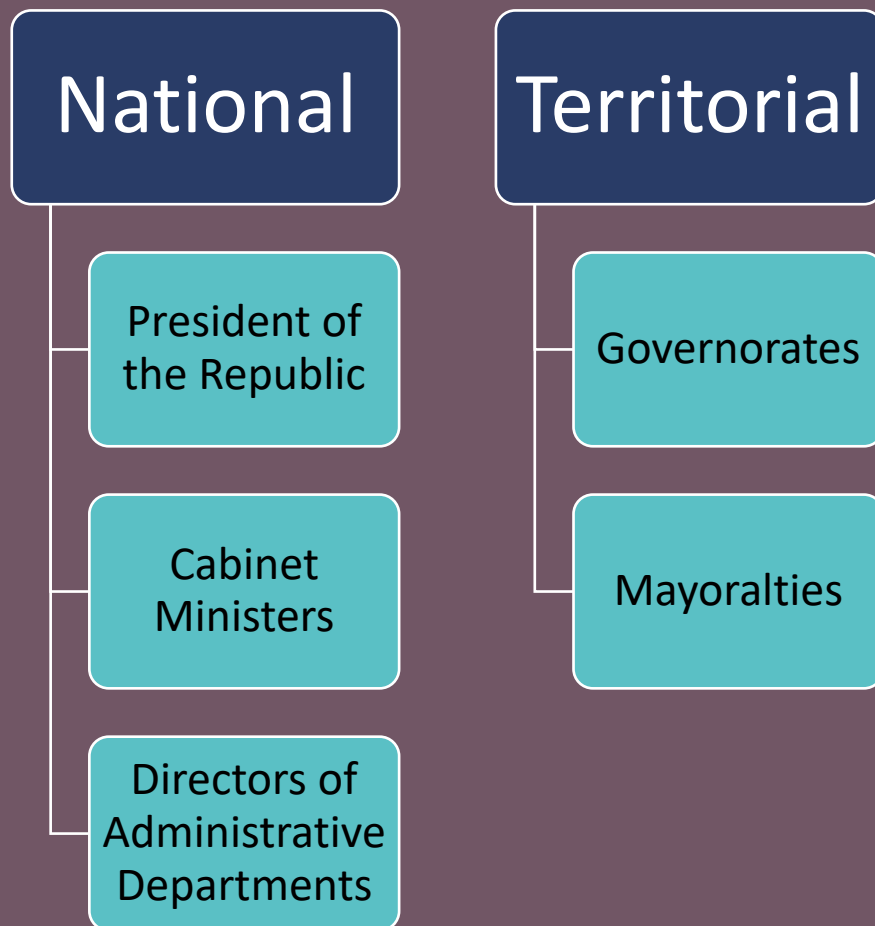 National
President of
the Republic
Cabinet
Ministers
Directors of
Administrative
Departments
Territorial
Governorates
Mayoralties